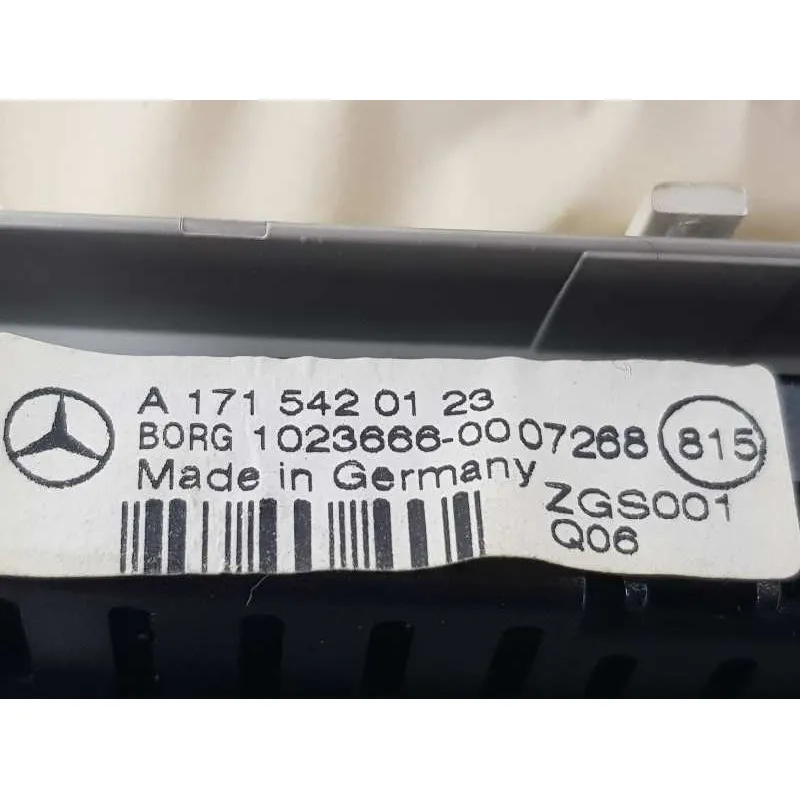 A 171 542 01 23
BORG 1023666-00 07268 815
Made in Germany
ZGS001
Q06